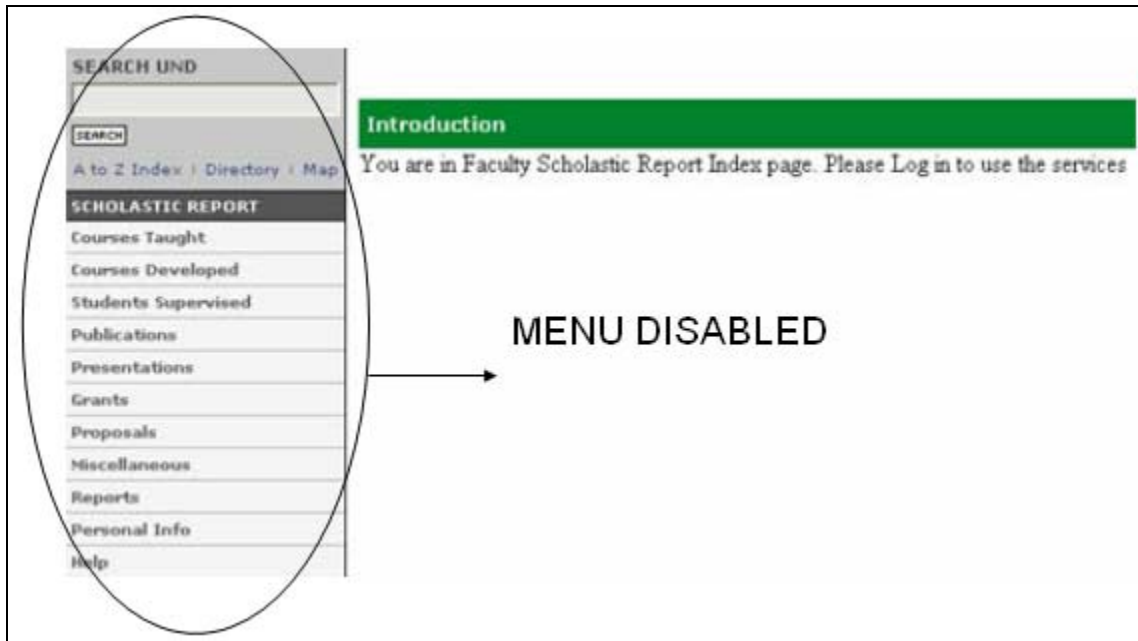 SEARCH UND
SEARCH
A to Z Index | Directory | Map
SCHOLASTIC REPORT
Courses Taught
Courses Developed
Students Supervised
Publications
Presentations
Grants
Proposals
Miscellaneous
Reports
Personal Info
Help
Introduction
You are in Faculty Scholastic Report Index page. Please Log in to use the services
MENU DISABLED